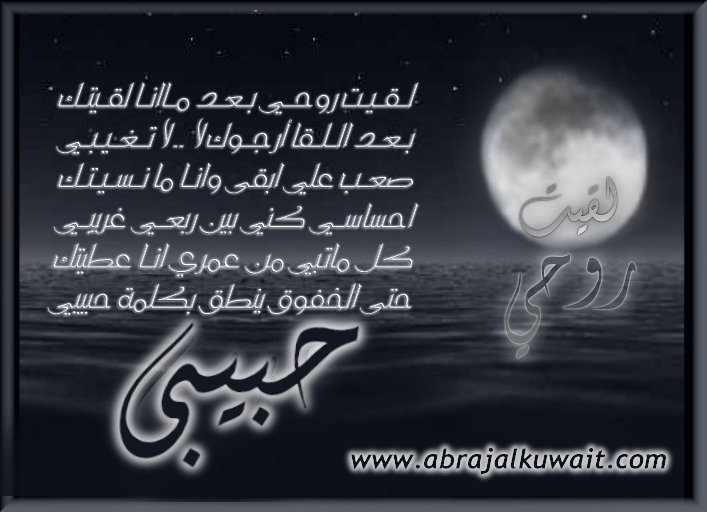 لقيت روحي بعد ماانا لقيتك
بعد اللقا أرجوك لا .. لا تغيبي
صعب علي ابقى وانا ما نسيتك
احساسي كني بين ربعي غريبي
كل ماتبي من عمري انا عطيتك
حتى الخفوق ينطق بكلمة حبيبي
حبيبي
لقيت
روحي
www.abrajalkuwait.com